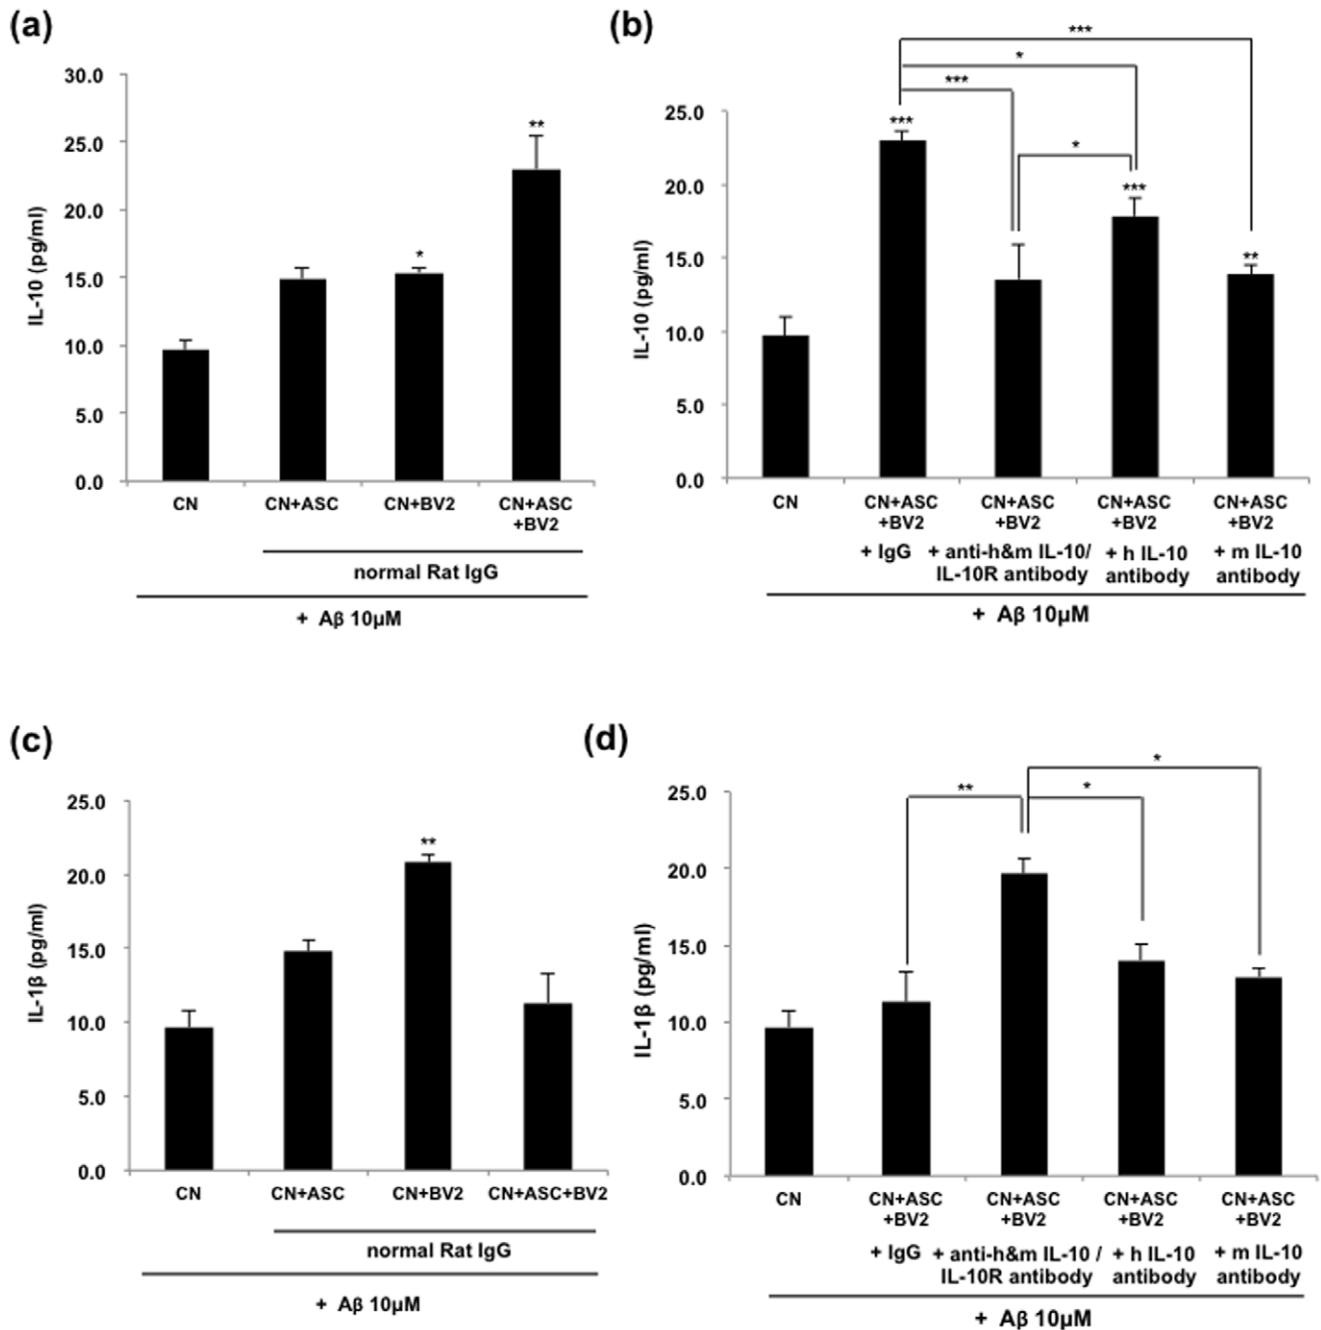 (a)
**
*
30.0
25.0
20.0
15.0
10.0
5.0
0.0
IL-10 (pg/ml)
CN
CN+ASC
CN+BV2
CN+ASC
+BV2
normal Rat IgG
+ Aβ 10µM
(b)
***
*
***
*
***
***
**
25.0
20.0
15.0
10.0
5.0
0.0
IL-10 (pg/ml)
CN
CN+ASC
+BV2
+ IgG
CN+ASC
+BV2
+ anti-h&m IL-10/
IL-10R antibody
CN+ASC
+BV2
+ h IL-10
antibody
CN+ASC
+BV2
+ m IL-10
antibody
+ Aβ 10µM
(c)
**
25.0
20.0
15.0
10.0
5.0
0.0
IL-1β (pg/ml)
CN
CN+ASC
CN+BV2
CN+ASC+BV2
normal Rat IgG
+ Aβ 10µM
(d)
*
**
*
25.0
20.0
15.0
10.0
5.0
0.0
IL-1β (pg/ml)
CN
CN+ASC
+BV2
+ IgG
CN+ASC
+BV2
+ anti-h&m IL-10 /
IL-10R antibody
CN+ASC
+BV2
+ h IL-10
antibody
CN+ASC
+BV2
+ m IL-10
antibody
+ Aβ 10µM